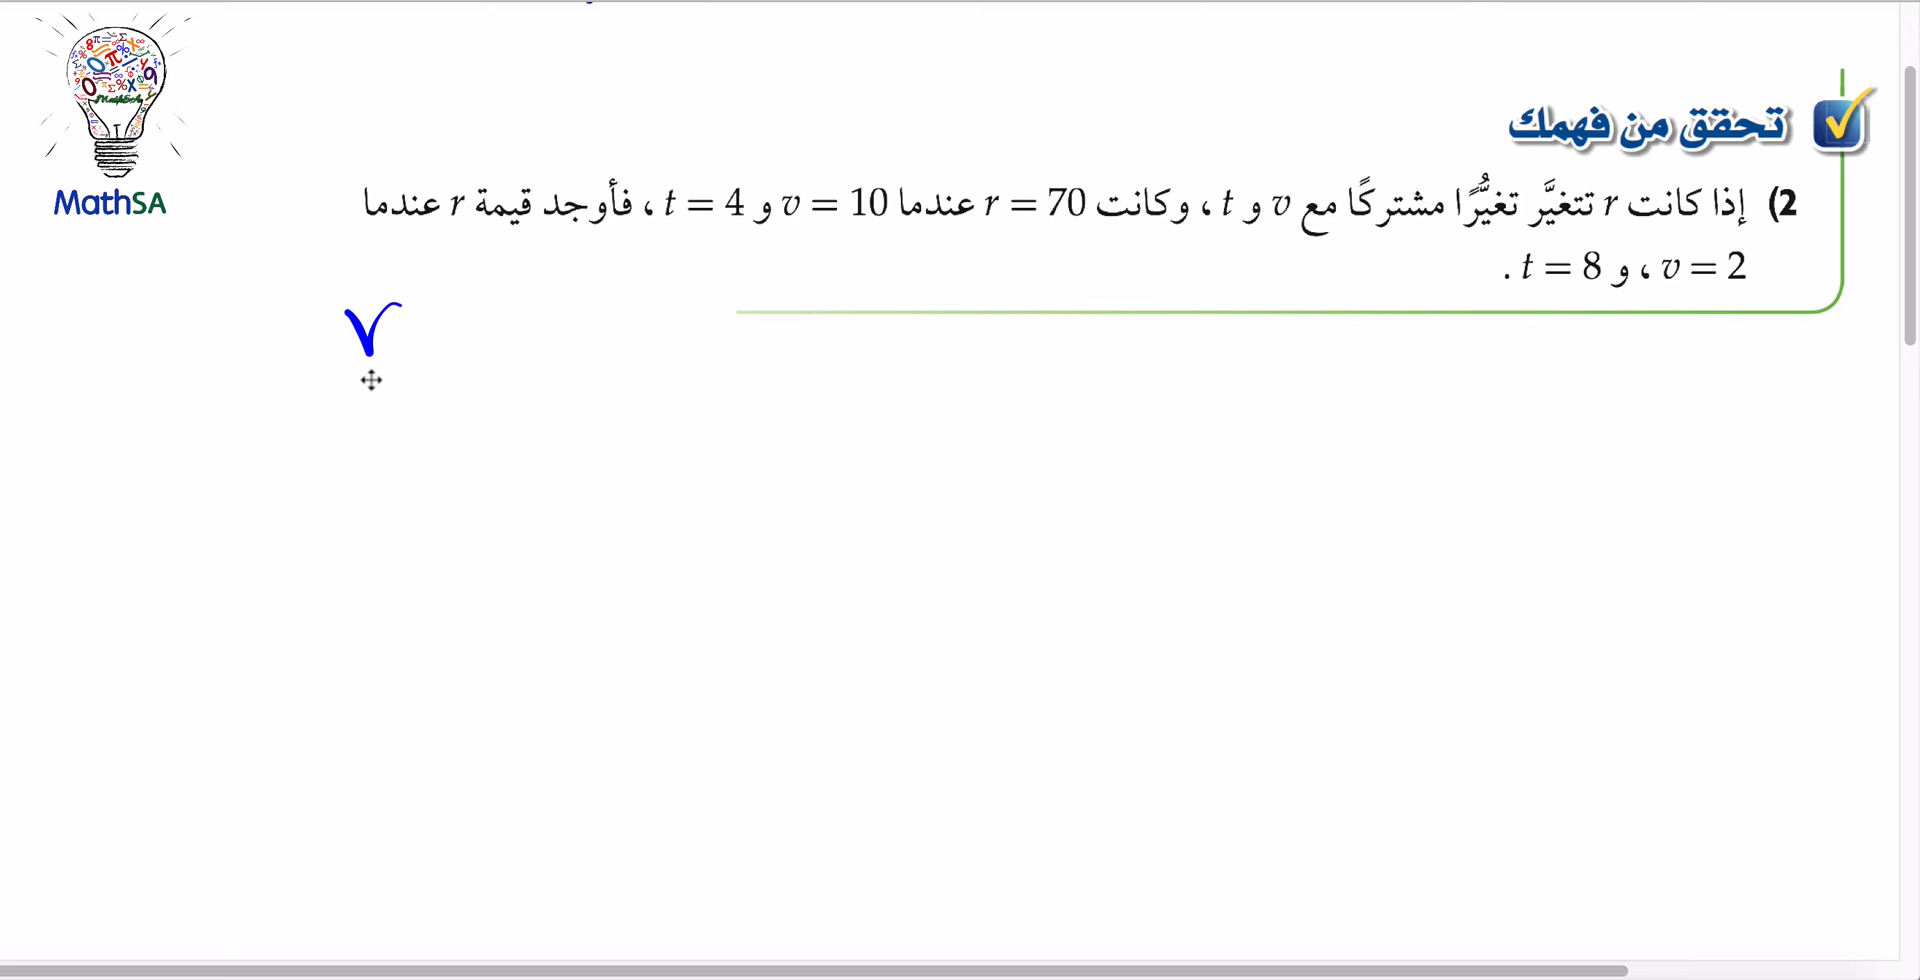 MathSA
تحقق من فهمك
2) إذا كانت r تتغيَّر تغيُّرًا مشتركًا مع v و t ، وكانت r = 70 عندما v = 10 و t = 4 ، فأوجد قيمة r عندما
v = 2 ، و t = 8 .
r